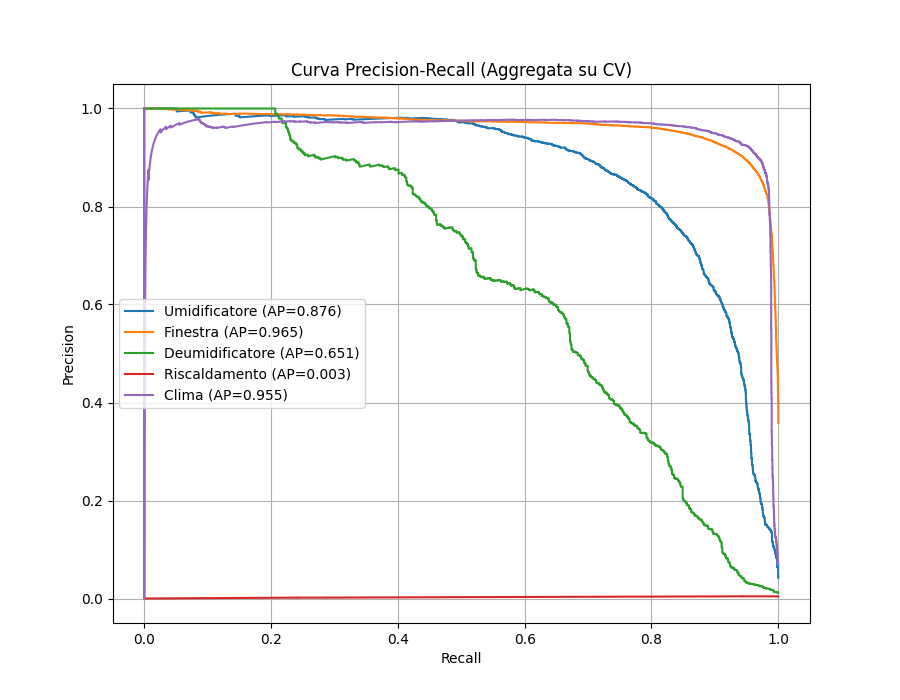 Curva Precision-Recall (Aggregata su CV)
1.0
0.8
0.6
0.4
0.2
0.0
Precision
Umidificatore (AP=0.876)
Finestra (AP=0.965)
Deumidificatore (AP=0.651)
Riscaldamento (AP=0.003)
Clima (AP=0.955)
0.0 0.2 0.4 0.6 0.8 1.0
Recall